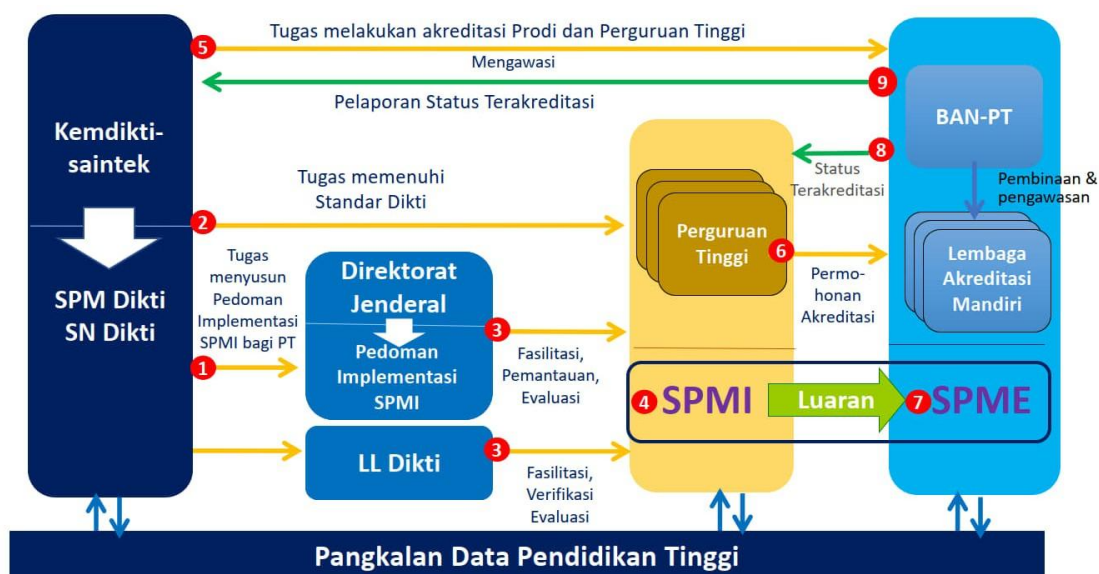 5
Tugas melakukan akreditasi Prodi dan Perguruan Tinggi
Mengawasi
9
Pelaporan Status Terakreditasi
Kemdikti-
saintek
SPM Dikti
SN Dikti
BAN-PT
8
Status
Terakreditasi
Pembinaan &
pengawasan
2
Tugas memenuhi
Standar Dikti
Perguruan
Tinggi
6
Permo-
honan
Akreditasi
Lembaga
Akreditasi
Mandiri
Tugas
menyusun
Pedoman
Implementasi
SPMI bagi PT
1
Direktorat
Jenderal
Pedoman
Implementasi
SPMI
3
Fasilitasi,
Pemantauan,
Evaluasi
4
SPMI
Luaran
7
SPME
LL Dikti
3
Fasilitasi,
Verifikasi
Evaluasi
Pangkalan Data Pendidikan Tinggi